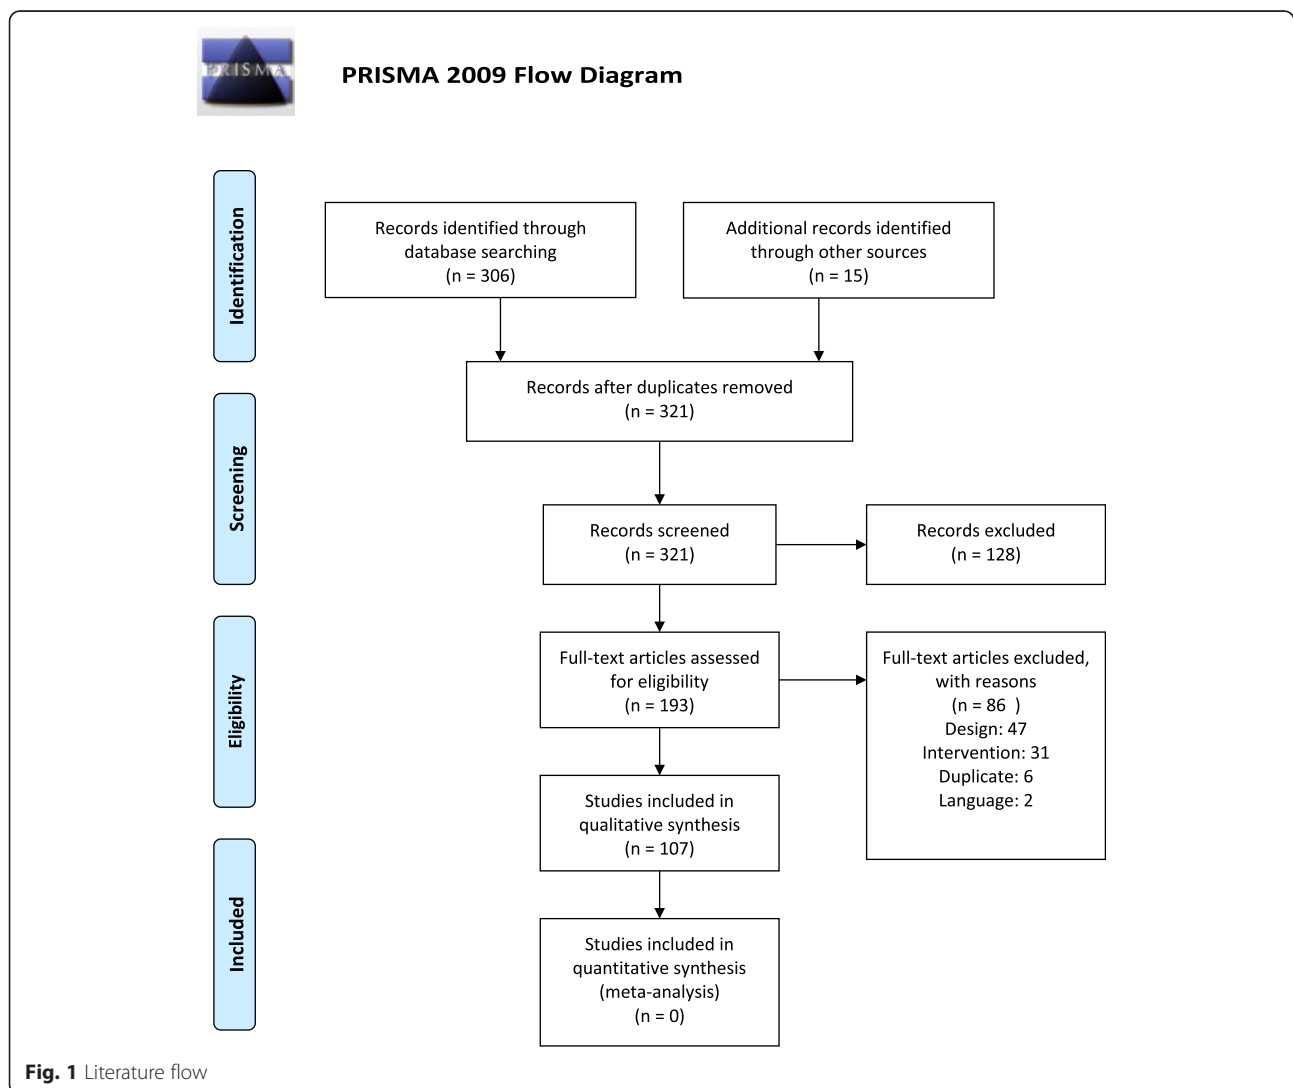 PRISMA
PRISMA 2009 Flow Diagram
Identification
Records identified through
database searching
(n = 306)
Additional records identified
through other sources
(n = 15)
Records after duplicates removed
(n = 321)
Screening
Records screened
(n = 321)
Records excluded
(n = 128)
Eligibility
Full-text articles assessed
for eligibility
(n = 193)
Full-text articles excluded,
with reasons
(n = 86  )
Design: 47
Intervention: 31
Duplicate: 6
Language: 2
Studies included in
qualitative synthesis
(n = 107)
Included
Studies included in
quantitative synthesis
(meta-analysis)
(n = 0)
Fig. 1 Literature flow